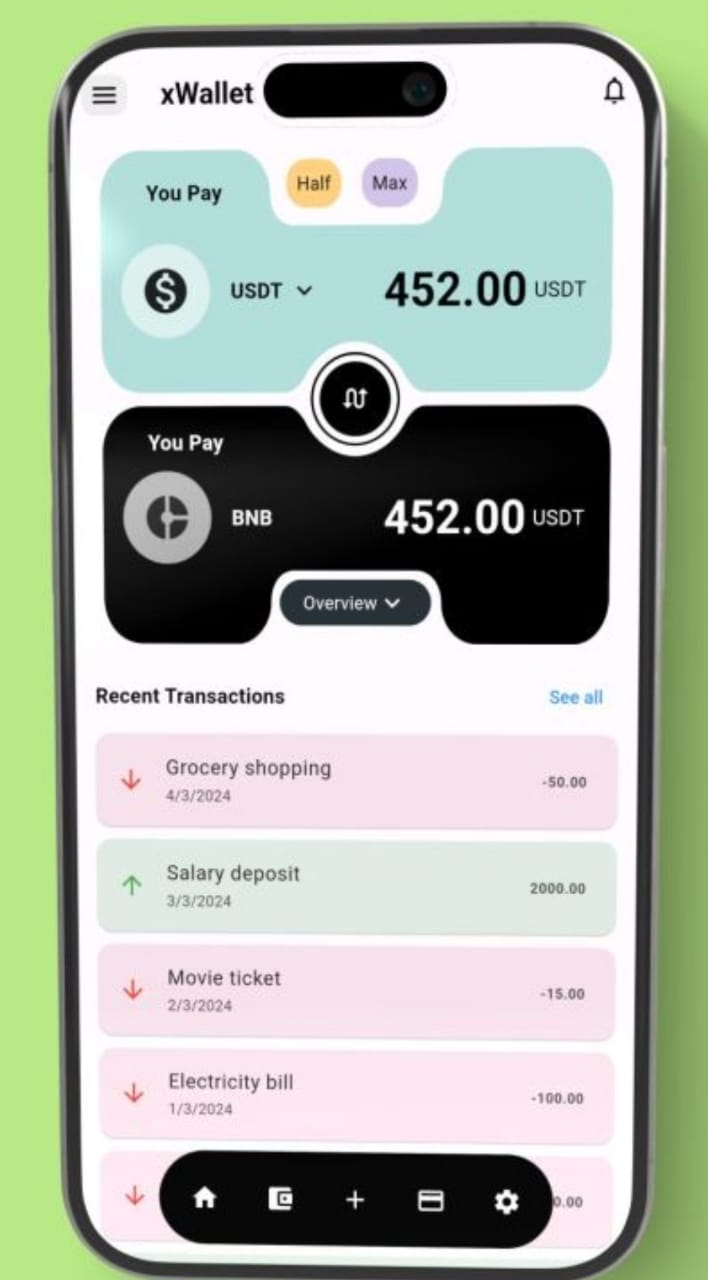 xWallet
Half Max
You Pay
USDT 452.00 USDT
You Pay
BNB 452.00 USDT
Overview
Recent Transactions See all
Grocery shopping
4/3/2024
-50.00
Salary deposit
3/3/2024
2000.00
Movie ticket
2/3/2024
-15.00
Electricity bill
1/3/2024
-100.00
0.00